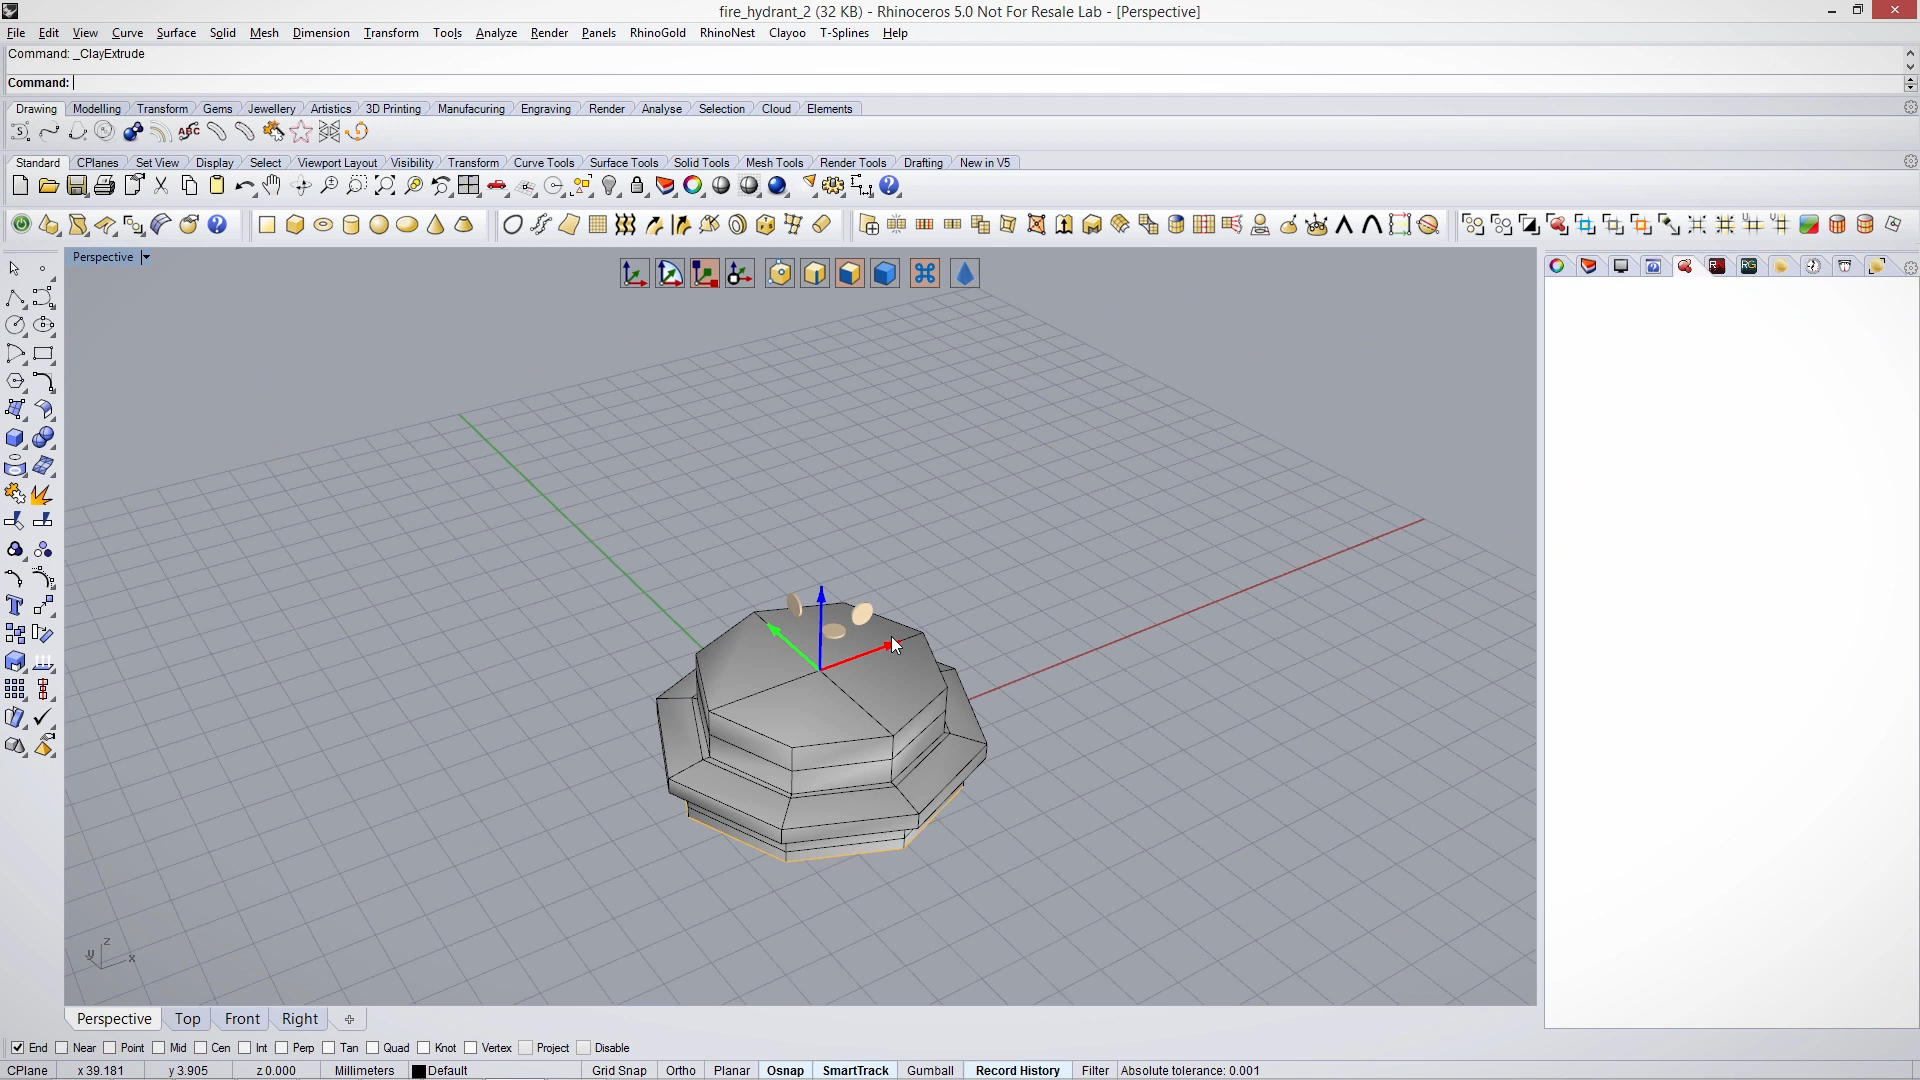 fire_hydrant_2 (32 KB) - Rhinoceros 5.0 Not For Resale Lab - [Perspective]
File Edit View Curve Surface Solid Mesh Dimension Transform Tools Analyze Render Panels RhinoGold RhinoNest Clayoo T-Splines Help
Command: _ClayExtrude
Command:
Drawing Modelling Transform Gems Jewellery Artistics 3D Printing Manufacuring Engraving Render Analyse Selection Cloud Elements
ABC
Standard CPlanes Set View Display Select Viewport Layout Visibility Transform Curve Tools Surface Tools Solid Tools Mesh Tools Render Tools Drafting New in V5
Perspective
z
y x
Perspective Top Front Right
End Near Point Mid Cen Int Perp Tan Quad Knot Vertex Project Disable
CPlane x 39.181 y 3.905 z 0.000 Millimeters Default Grid Snap Ortho Planar Osnap SmartTrack Gumball Record History Filter Absolute tolerance: 0.001